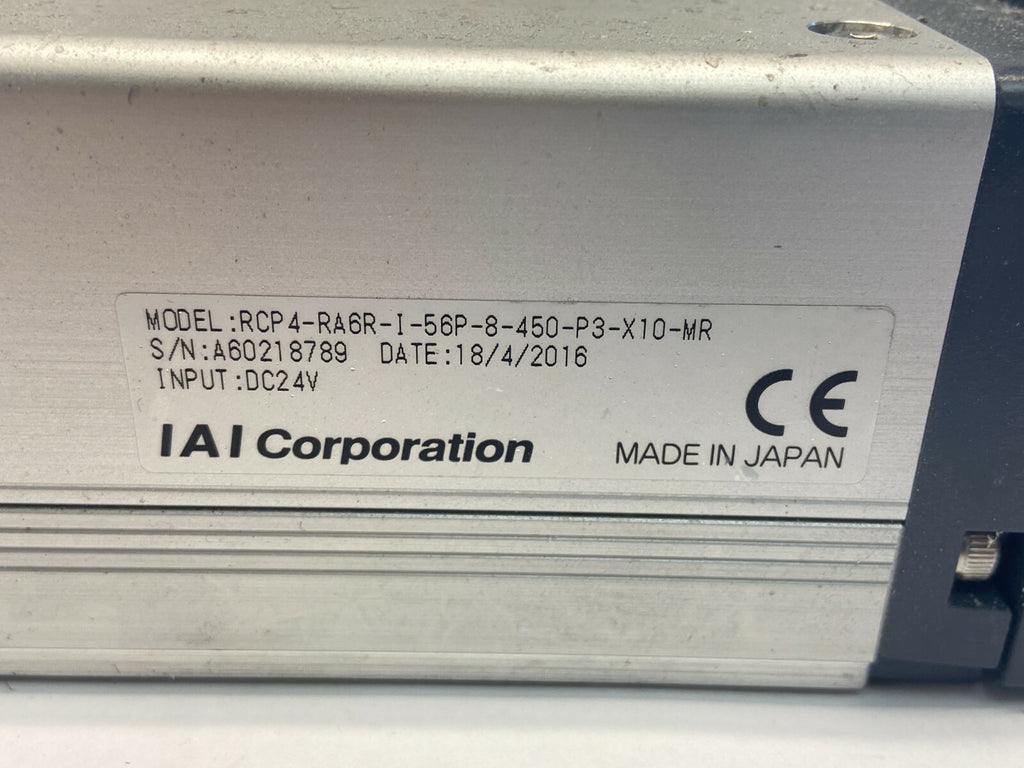 MODEL:RCP4-RA6R-I-56P-8-450-P3-X10-MR
S/N:A60218789 DATE:18/4/2016
INPUT:DC24V
CE
IAI Corporation
MADE IN JAPAN